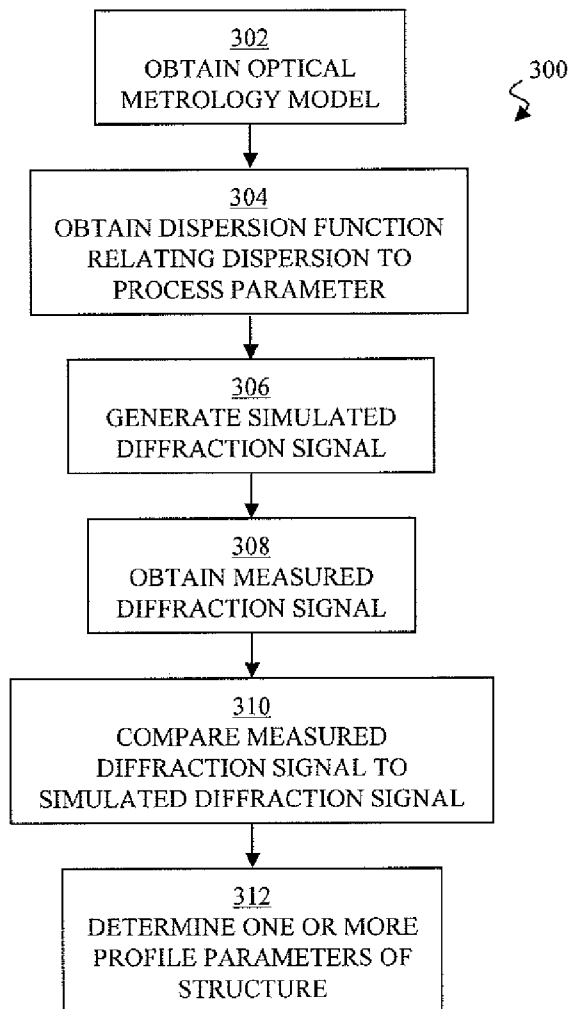 302
OBTAIN OPTICAL
METROLOGY MODEL
300
304
OBTAIN DISPERSION FUNCTION
RELATING DISPERSION TO
PROCESS PARAMETER
306
GENERATE SIMULATED
DIFFRACTION SIGNAL
308
OBTAIN MEASURED
DIFFRACTION SIGNAL
310
COMPARE MEASURED
DIFFRACTION SIGNAL TO
SIMULATED DIFFRACTION SIGNAL
312
DETERMINE ONE OR MORE
PROFILE PARAMETERS OF
STRUCTURE